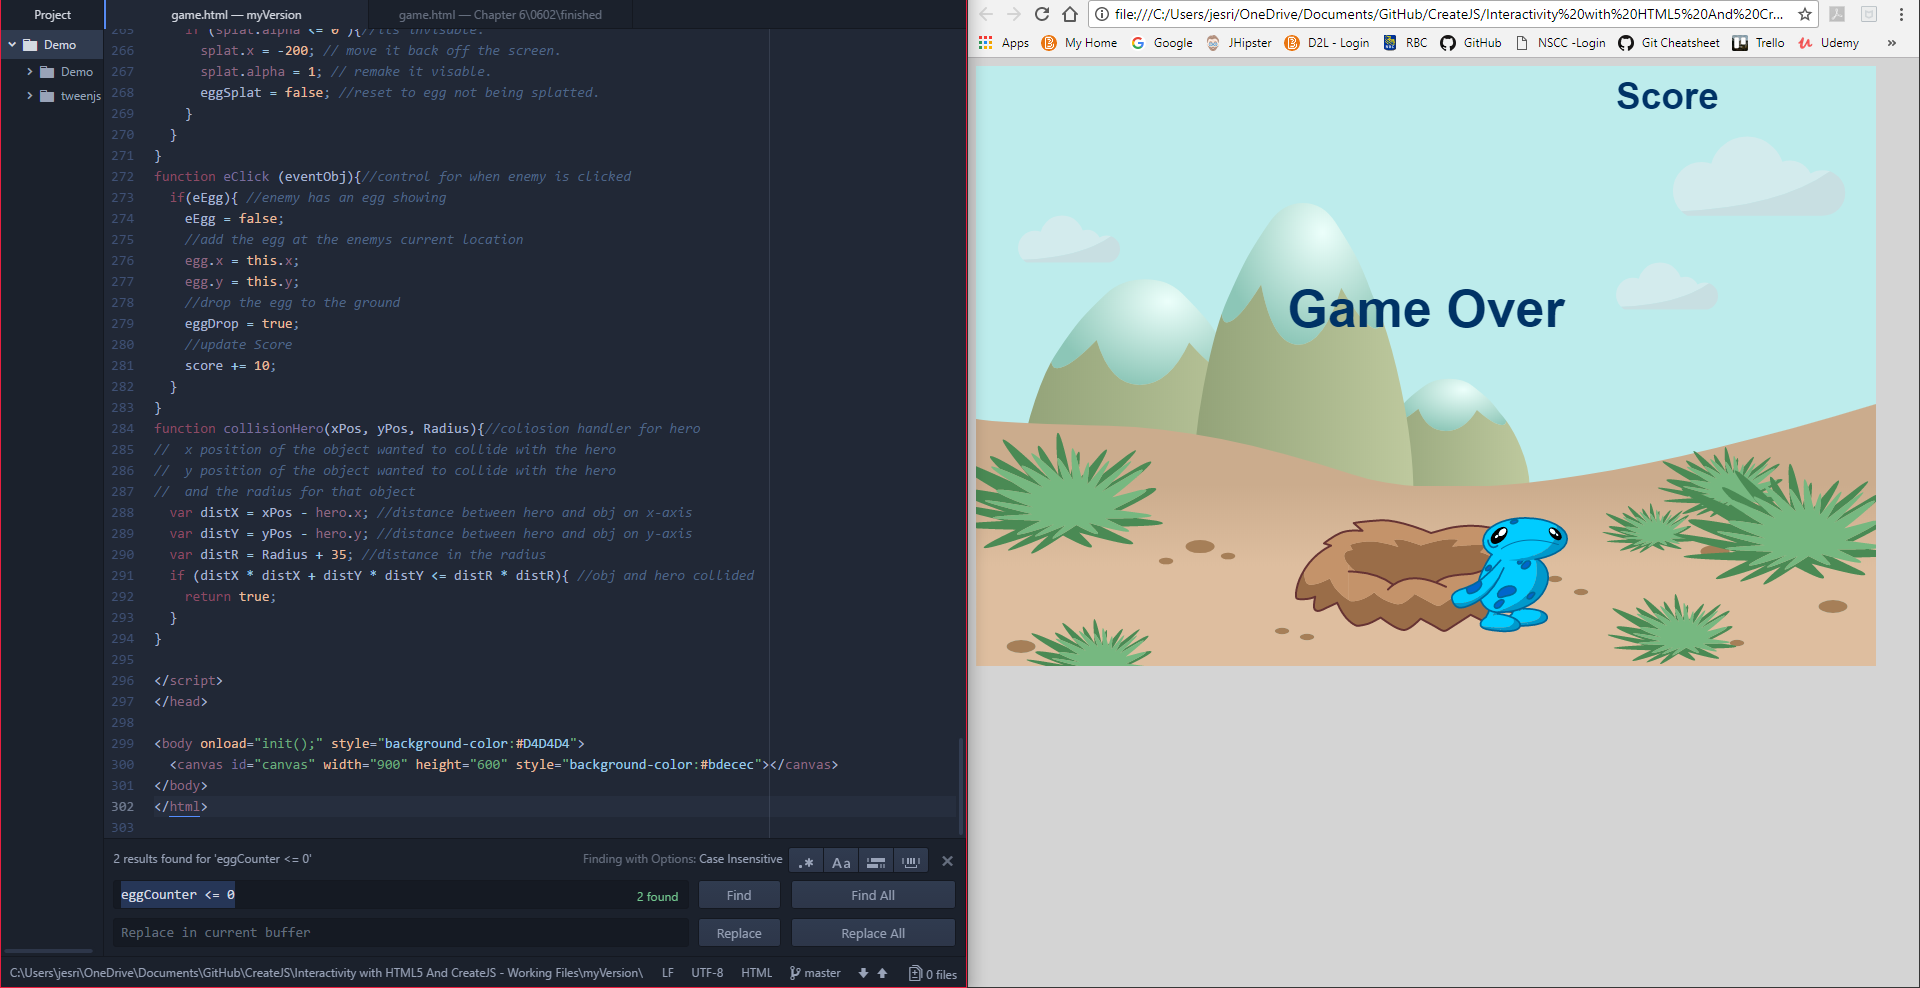 Project
Demo
Demo
tweenjs
game.html — myVersion
game.html — Chapter 6\0602\finished
265 if (splat.alpha <= 0 ){//its invisable.
266 splat.x = -200; // move it back off the screen.
267 splat.alpha = 1; // remake it visable.
268 eggSplat = false; //reset to egg not being splatted.
269 }
270 }
271 }
272 function eClick (eventObj){//control for when enemy is clicked
273 if(eEgg){ //enemy has an egg showing
274 eEgg = false;
275 //add the egg at the enemys current location
276 egg.x = this.x;
277 egg.y = this.y;
278 //drop the egg to the ground
279 eggDrop = true;
280 //update Score
281 score += 10;
282 }
283 }
284 function collisionHero(xPos, yPos, Radius){//coliosion handler for hero
285 // x position of the object wanted to collide with the hero
286 // y position of the object wanted to collide with the hero
287 // and the radius for that object
288 var distX = xPos - hero.x; //distance between hero and obj on x-axis
289 var distY = yPos - hero.y; //distance between hero and obj on y-axis
290 var distR = Radius + 35; //distance in the radius
291 if (distX * distX + distY * distY <= distR * distR){ //obj and hero collided
292 return true;
293 }
294 }
295
296 </script>
297 </head>
298
299 <body onload="init();" style="background-color:#D4D4D4">
300 <canvas id="canvas" width="900" height="600" style="background-color:#bdecec"></canvas>
301 </body>
302 </html>
303
2 results found for 'eggCounter <= 0'
Finding with Options: Case Insensitive
.* Aa
eggCounter <= 0
2 found
Find
Find All
Replace in current buffer
Replace
Replace All
C:\Users\jesri\OneDrive\Documents\GitHub\CreateJS\Interactivity with HTML5 And CreateJS - Working Files\myVersion\
LF UTF-8 HTML master 0 files
file:///C:/Users/jesri/OneDrive/Documents/GitHub/CreateJS/Interactivity%20with%20HTML5%20And%20Cr...
Apps My Home Google JHipster D2L - Login RBC GitHub NSCC -Login Git Cheatsheet Trello Udemy »
Score
Game Over